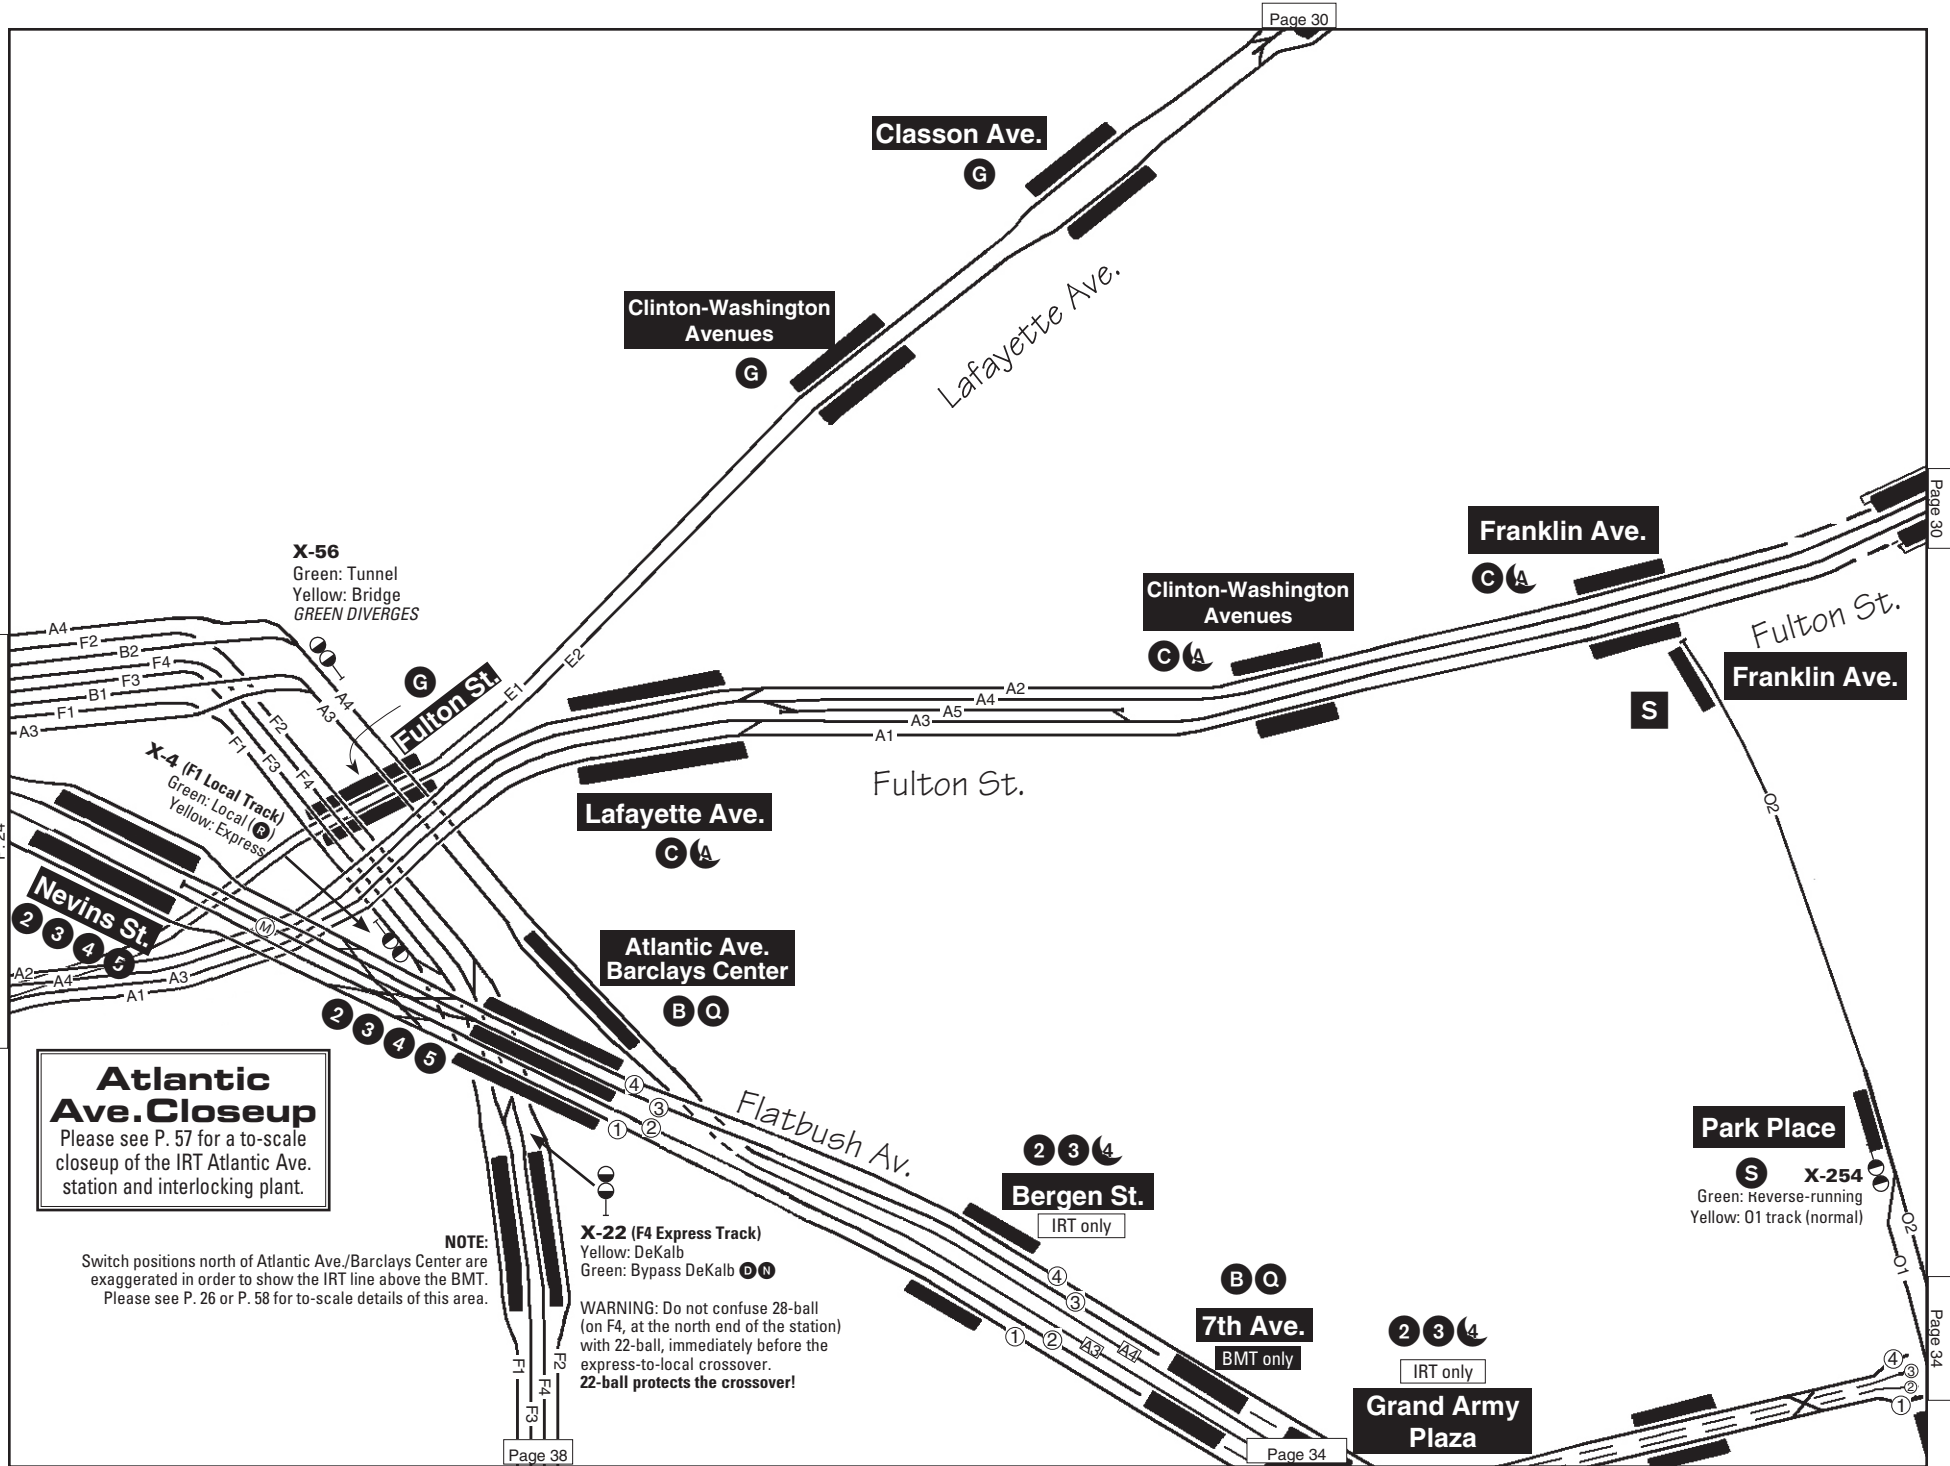 Page 30
Classon Ave.
G
Clinton-Washington
Avenues
G
Lafayette Ave.
Page 30
Franklin Ave.
C A
Clinton-Washington
Avenues
C A
Fulton St.
Franklin Ave.
S
X-56
Green: Tunnel
Yellow: Bridge
GREEN DIVERGES
A4
F2
B2
F4
F3
B1
F1
A3
A4
A3
F2
F1
F3
F4
G
Fulton St.
E1
E2
A2
A4
A5
A3
A1
Fulton St.
X-4 (F1 Local Track)
Green: Local (R)
Yellow: Express
Lafayette Ave.
C A
O2
Nevins St.
2 3 4 5
M
A2
A4
A3
A1
Atlantic Ave.
Barclays Center
B Q
2 3 4 5
Atlantic
Ave.Closeup
Please see P. 57 for a to-scale
closeup of the IRT Atlantic Ave.
station and interlocking plant.
4
3
1
2
Flatbush Av.
2 3 4
Bergen St.
IRT only
Park Place
S
X-254
Green: Reverse-running
Yellow: O1 track (normal)
O2
O1
NOTE:
Switch positions north of Atlantic Ave./Barclays Center are
exaggerated in order to show the IRT line above the BMT.
Please see P. 26 or P. 58 for to-scale details of this area.
X-22 (F4 Express Track)
Yellow: DeKalb
Green: Bypass DeKalb D N
WARNING: Do not confuse 28-ball
(on F4, at the north end of the station)
with 22-ball, immediately before the
express-to-local crossover.
22-ball protects the crossover!
4
3
1
2
A3
A4
B Q
7th Ave.
BMT only
2 3 4
IRT only
Grand Army
Plaza
4
3
2
1
Page 34
F1
F3
F4
F2
Page 38
Page 34